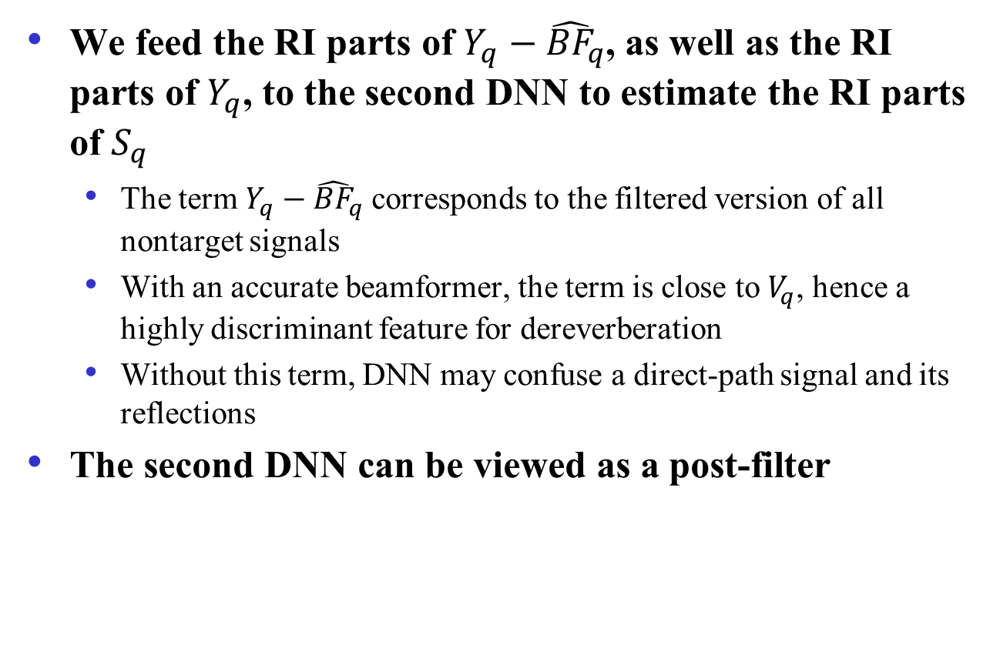 • We feed the RI parts of $Y_q - \widehat{BF}_q$, as well as the RI
parts of $Y_q$, to the second DNN to estimate the RI parts
of $S_q$
• The term $Y_q - \widehat{BF}_q$ corresponds to the filtered version of all
nontarget signals
• With an accurate beamformer, the term is close to $V_q$, hence a
highly discriminant feature for dereverberation
• Without this term, DNN may confuse a direct-path signal and its
reflections
• The second DNN can be viewed as a post-filter